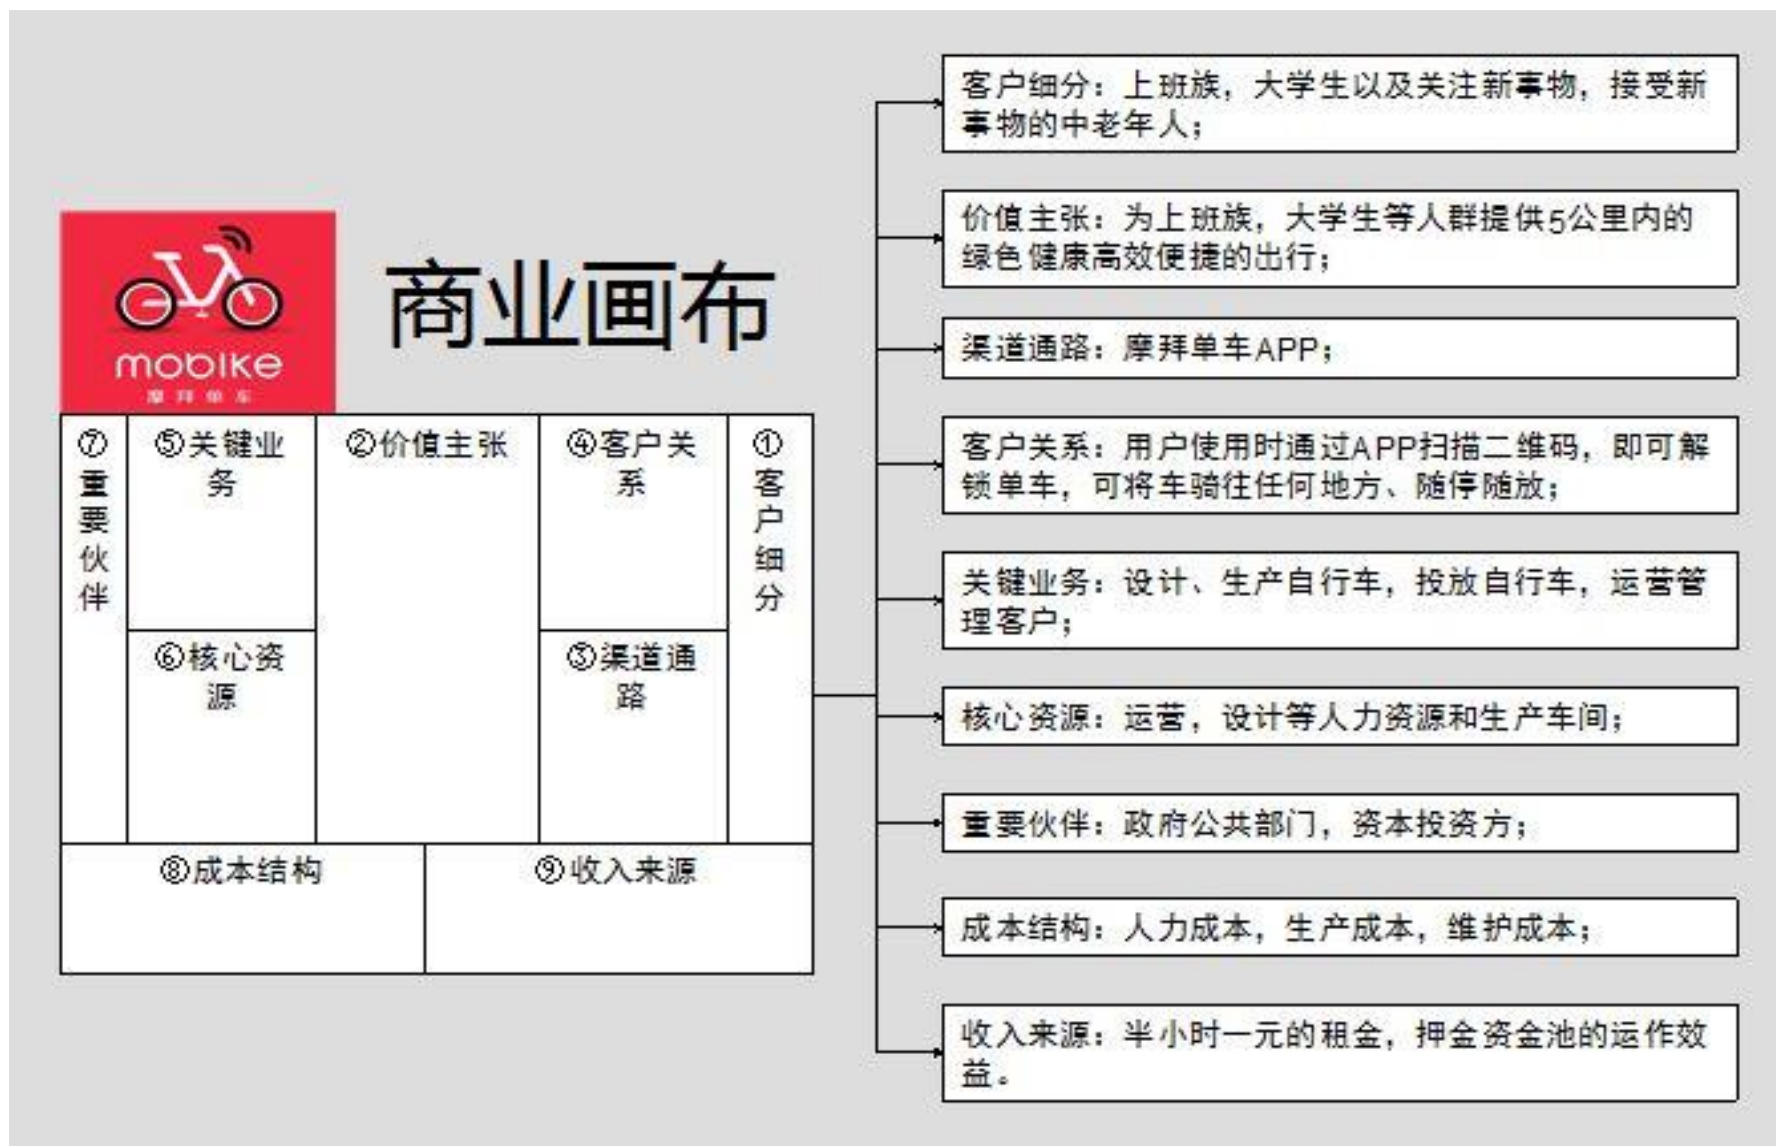 mobike
摩拜单车
商业画布
⑦重要伙伴
⑤关键业
务
②价值主张
④客户关
系
①客户细分
⑥核心资
源
③渠道通
路
⑧成本结构
⑨收入来源
客户细分：上班族，大学生以及关注新事物，接受新
事物的中老年人；
价值主张：为上班族，大学生等人群提供5公里内的
绿色健康高效便捷的出行；
渠道通路：摩拜单车APP；
客户关系：用户使用时通过APP扫描二维码，即可解
锁单车，可将车骑往任何地方、随停随放；
关键业务：设计、生产自行车，投放自行车，运营管
理客户；
核心资源：运营，设计等人力资源和生产车间；
重要伙伴：政府公共部门，资本投资方；
成本结构：人力成本，生产成本，维护成本；
收入来源：半小时一元的租金，押金资金池的运作效
益。